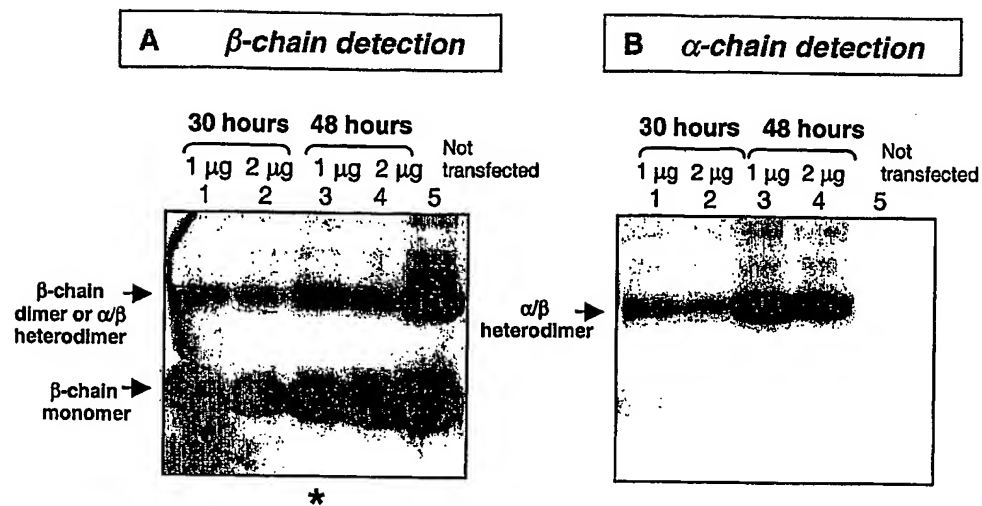 A β-chain detection
30 hours 48 hours
Not
transfected
1 µg 2 µg 1 µg 2 µg
1 2 3 4 5
β-chain
dimer or α/β
heterodimer
β-chain
monomer
*
B α-chain detection
30 hours 48 hours
Not
transfected
1 µg 2 µg 1 µg 2 µg
1 2 3 4 5
α/β
heterodimer